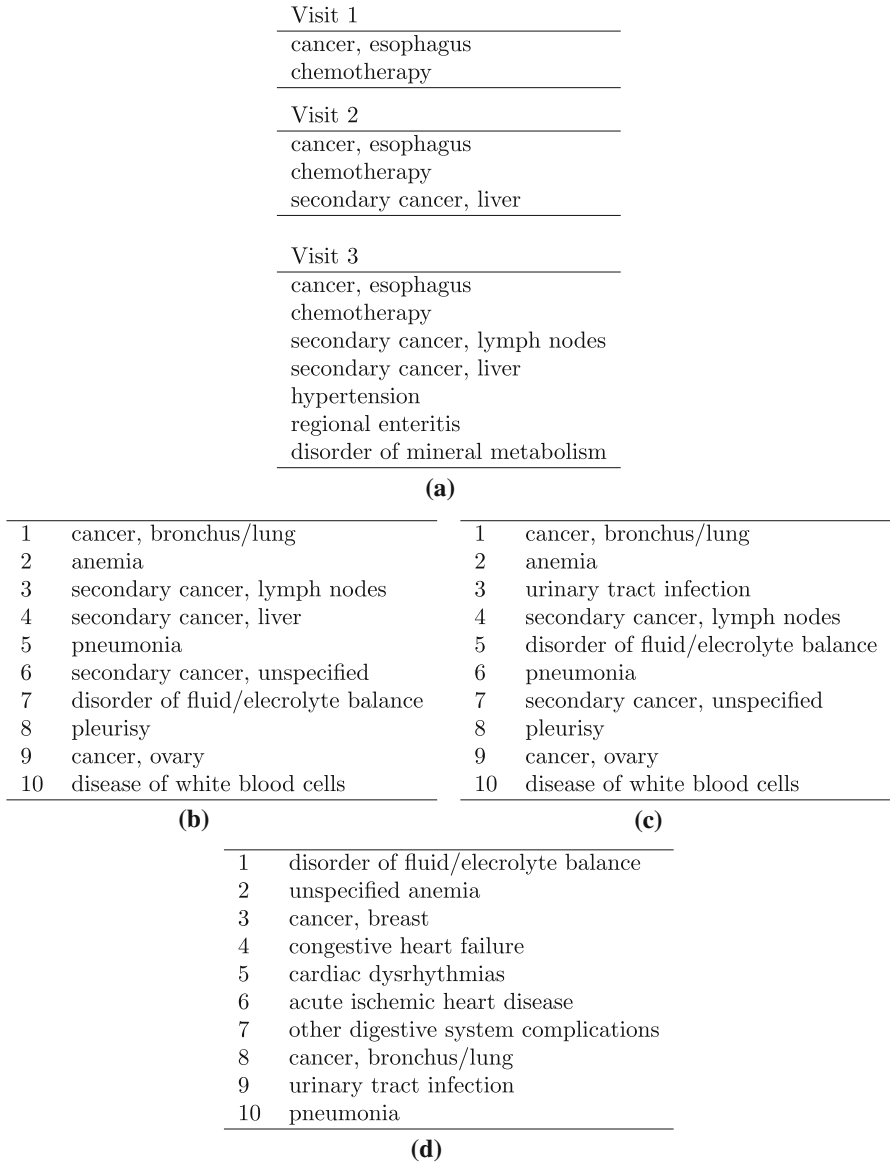 Visit 1
cancer, esophagus
chemotherapy
Visit 2
cancer, esophagus
chemotherapy
secondary cancer, liver
Visit 3
cancer, esophagus
chemotherapy
secondary cancer, lymph nodes
secondary cancer, liver
hypertension
regional enteritis
disorder of mineral metabolism
(a)
1 cancer, bronchus/lung
2 anemia
3 secondary cancer, lymph nodes
4 secondary cancer, liver
5 pneumonia
6 secondary cancer, unspecified
7 disorder of fluid/elecrolyte balance
8 pleurisy
9 cancer, ovary
10 disease of white blood cells
(b)
1 cancer, bronchus/lung
2 anemia
3 urinary tract infection
4 secondary cancer, lymph nodes
5 disorder of fluid/elecrolyte balance
6 pneumonia
7 secondary cancer, unspecified
8 pleurisy
9 cancer, ovary
10 disease of white blood cells
(c)
1 disorder of fluid/elecrolyte balance
2 unspecified anemia
3 cancer, breast
4 congestive heart failure
5 cardiac dysrhythmias
6 acute ischemic heart disease
7 other digestive system complications
8 cancer, bronchus/lung
9 urinary tract infection
10 pneumonia
(d)